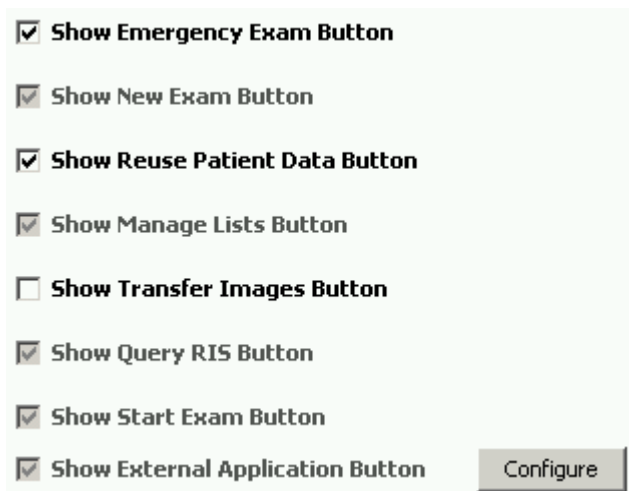 Show Emergency Exam Button
Show New Exam Button
Show Reuse Patient Data Button
Show Manage Lists Button
Show Transfer Images Button
Show Query RIS Button
Show Start Exam Button
Show External Application Button Configure